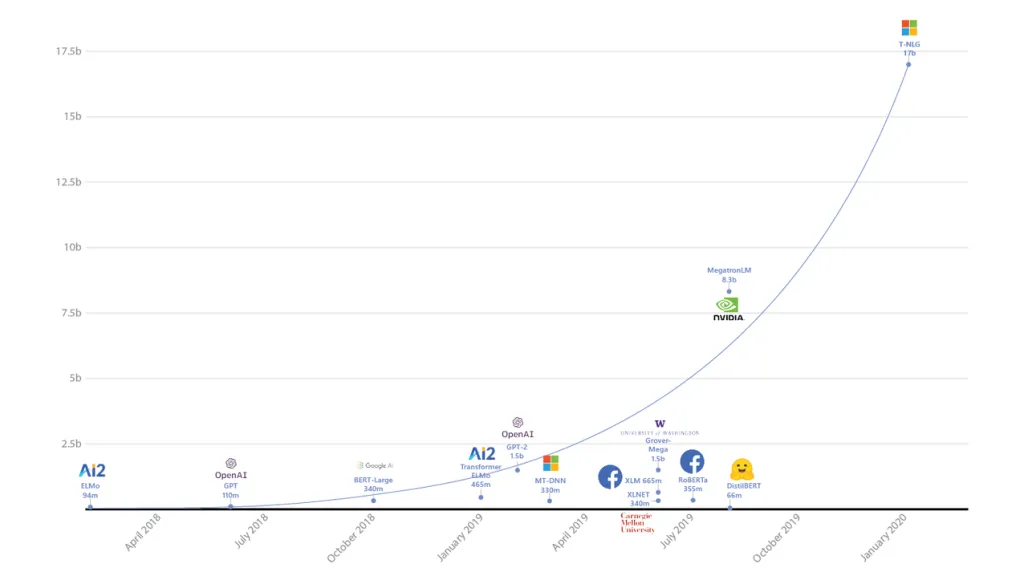 T-NLG
17b
17.5b
15b
12.5b
10b
7.5b
5b
2.5b
MegatronLM
8.3b
NVIDIA.
Ai2
ELMo
94m
OpenAI
GPT
110m
Google AI
BERT-Large
340m
Ai2
Transformer
ELMo
465m
OpenAI
GPT-2
1.5b
MT-DNN
330m
W
UNIVERSITY of WASHINGTON
Grover-
Mega
1.5b
XLM 665m
XLNET
340m
Carnegie
Mellon
University
RoBERTa
355m
DistilBERT
66m
April 2018
July 2018
October 2018
January 2019
April 2019
July 2019
October 2019
January 2020